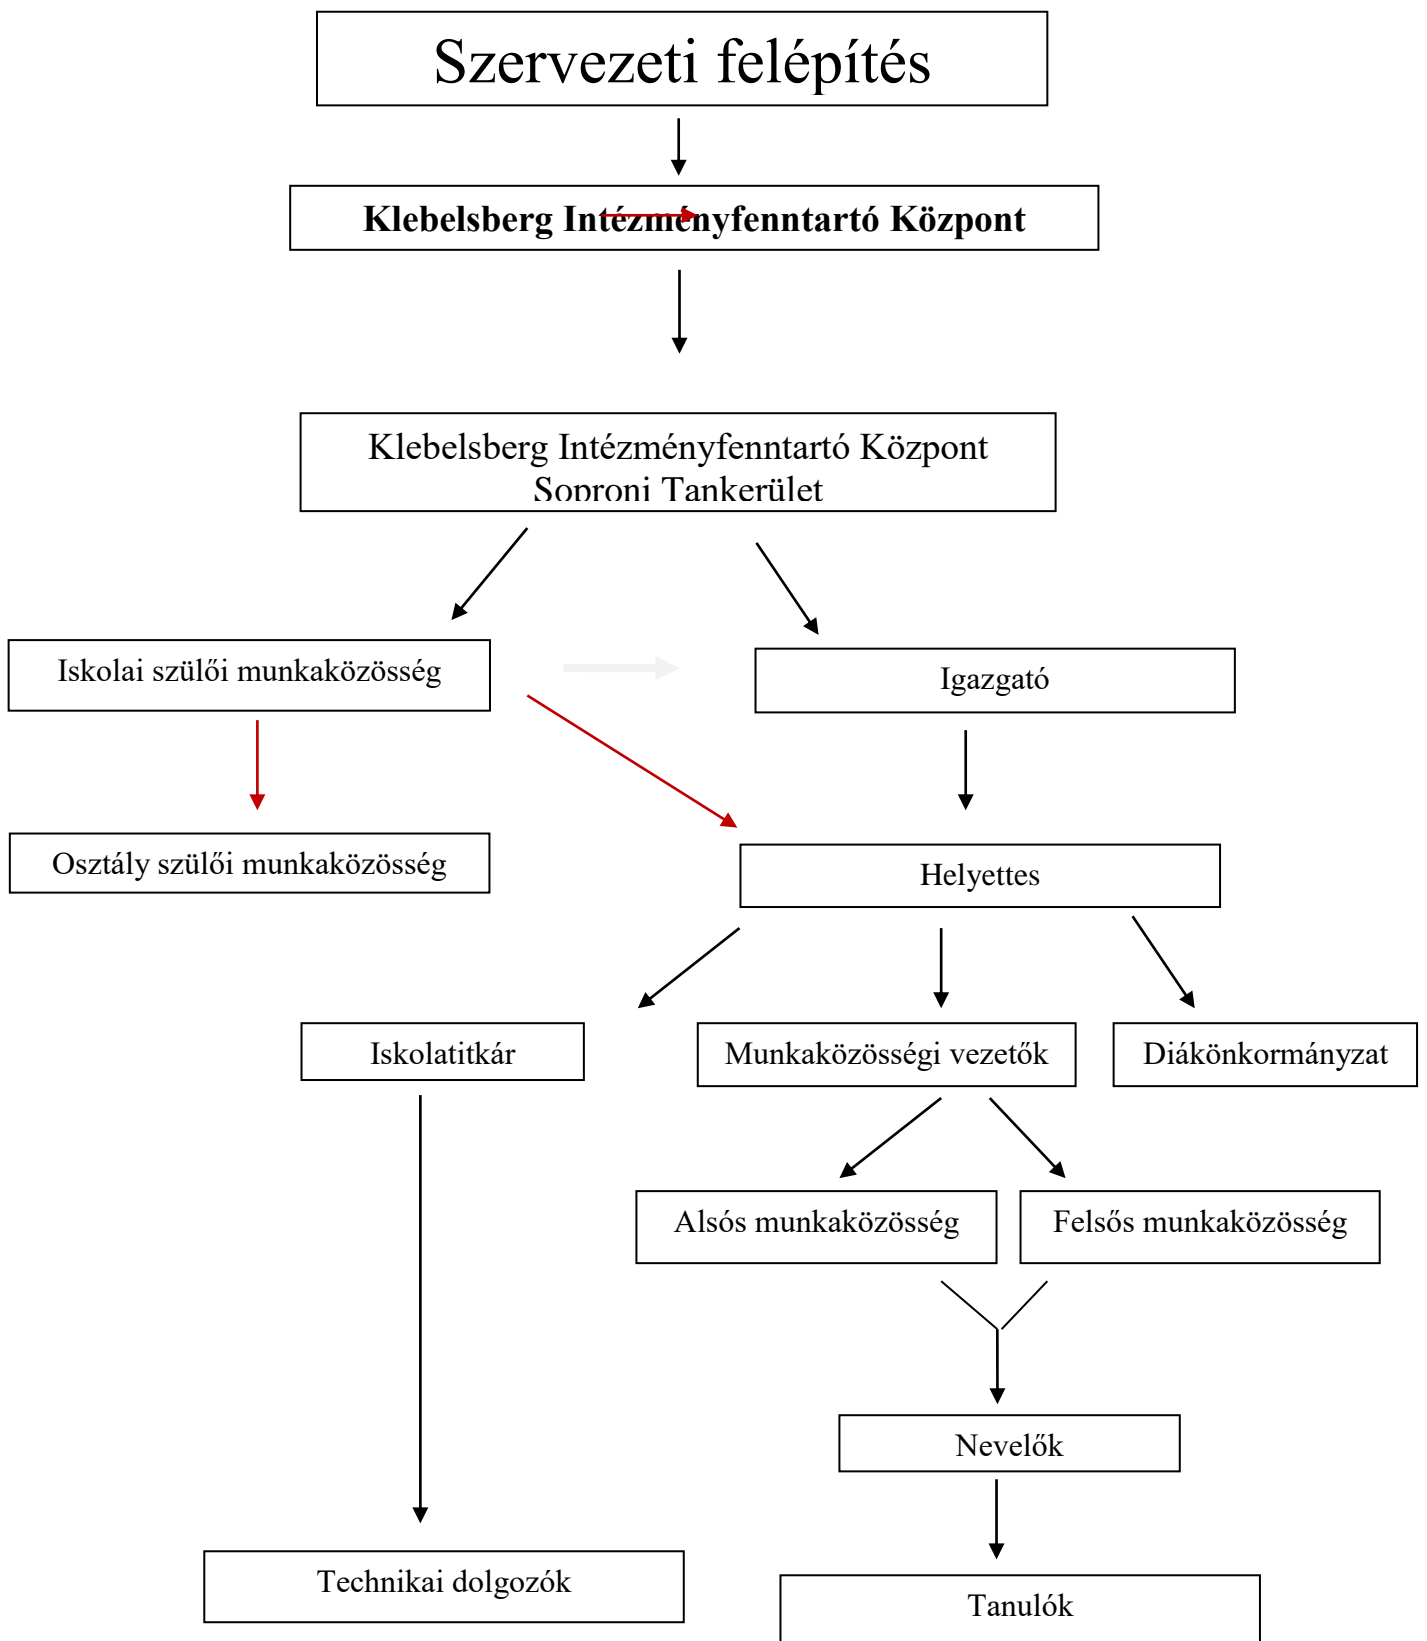 Szervezeti felépítés
Klebelsberg Intézményfenntartó Központ
Klebelsberg Intézményfenntartó Központ
Soproni Tankerület
Iskolai szülői munkaközösség
Igazgató
Osztály szülői munkaközösség
Helyettes
Iskolatitkár
Munkaközösségi vezetők
Diákönkormányzat
Alsós munkaközösség
Felsős munkaközösség
Nevelők
Technikai dolgozók
Tanulók